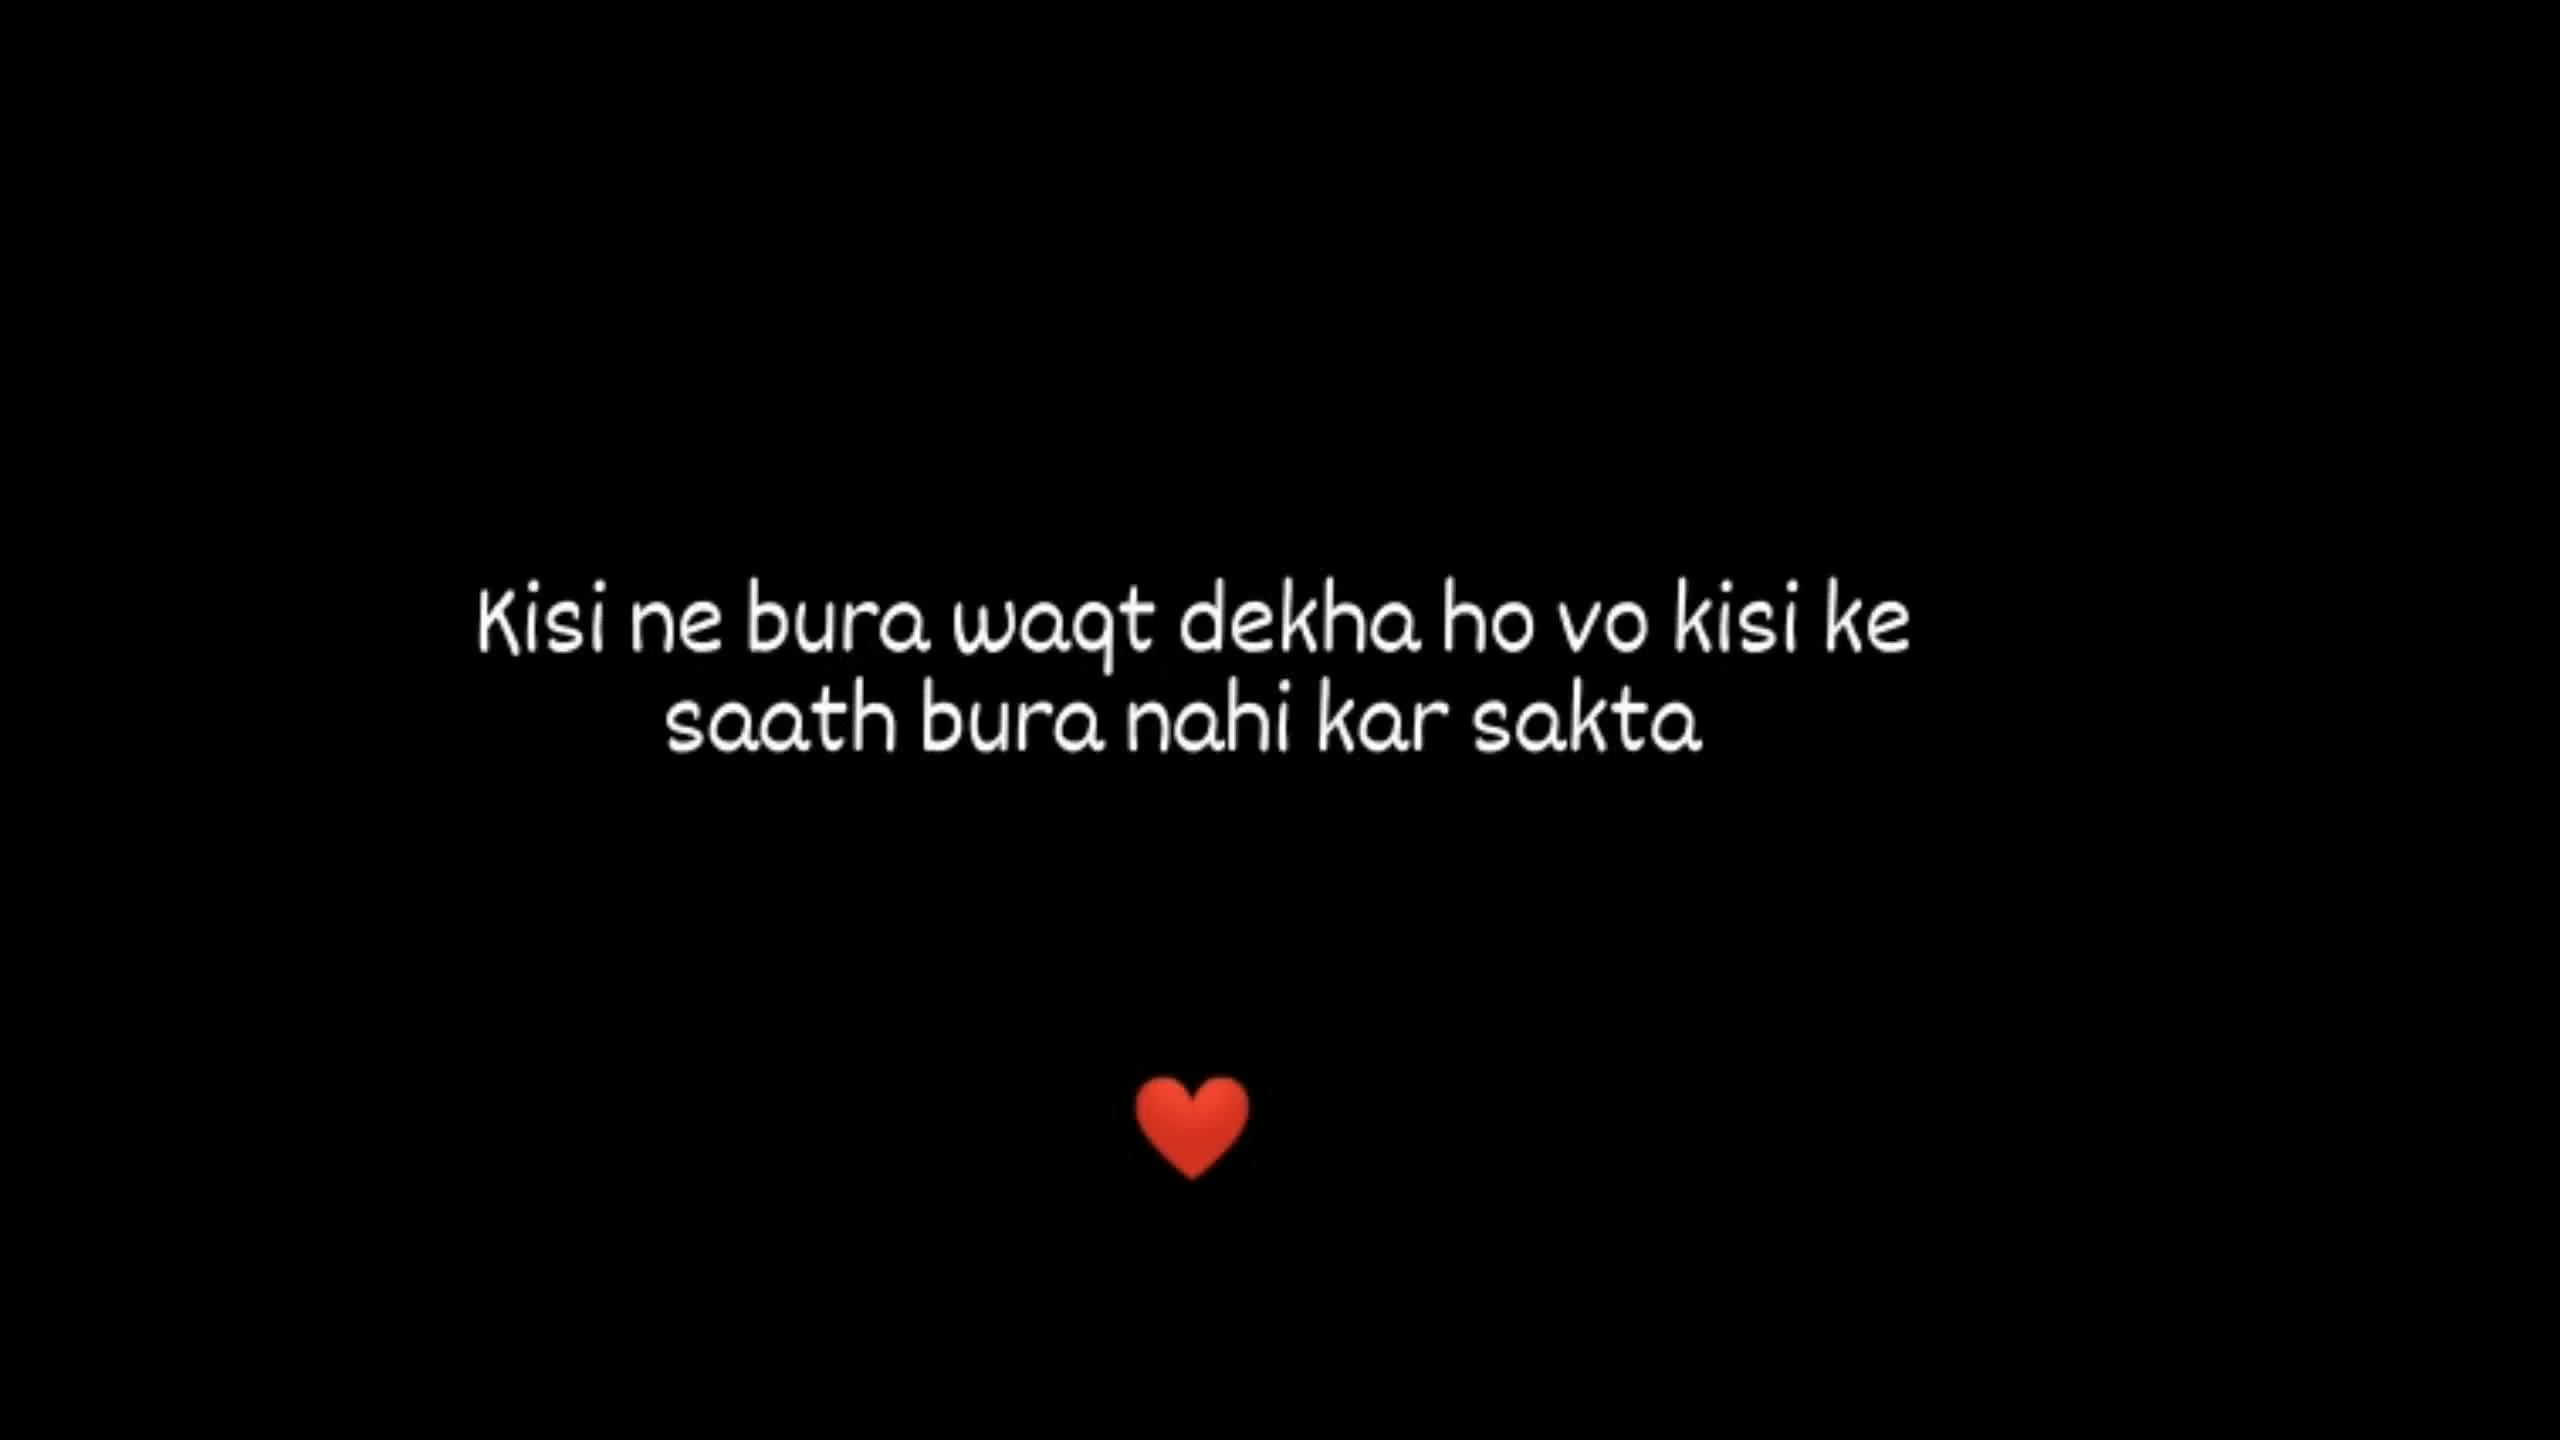 Kisi ne bura waqt dekha ho vo kisi ke
saath bura nahi kar sakta
❤️